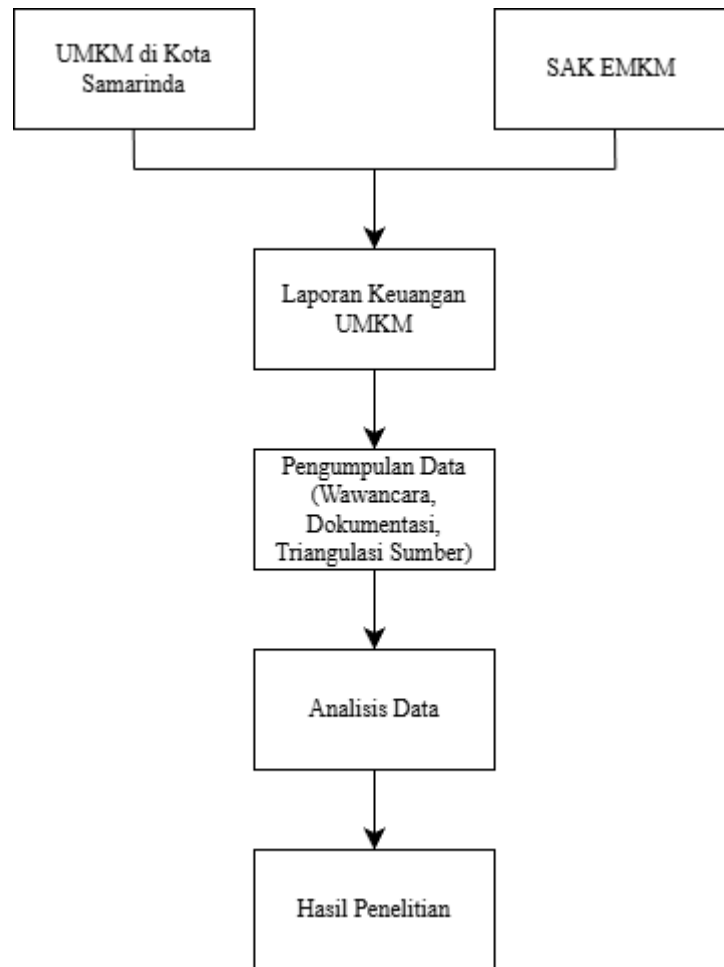 UMKM di Kota
Samarinda
SAK EMKM
Laporan Keuangan
UMKM
Pengumpulan Data
(Wawancara,
Dokumentasi,
Triangulasi Sumber)
Analisis Data
Hasil Penelitian